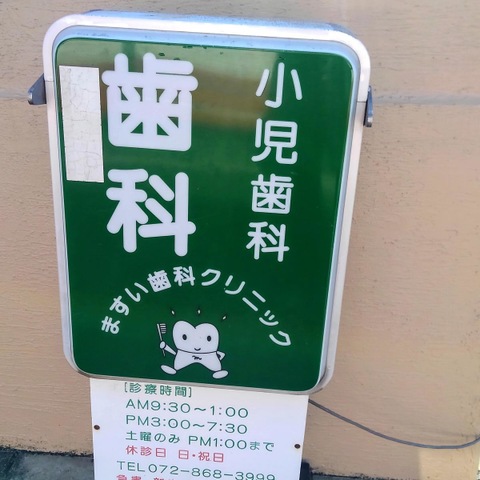 小児歯科
歯科
ますい歯科クリニック
[診療時間]
AM9:30〜1:00
PM3:00〜7:30
土曜のみ PM1:00まで
休診日 日・祝日
TEL072-868-3999